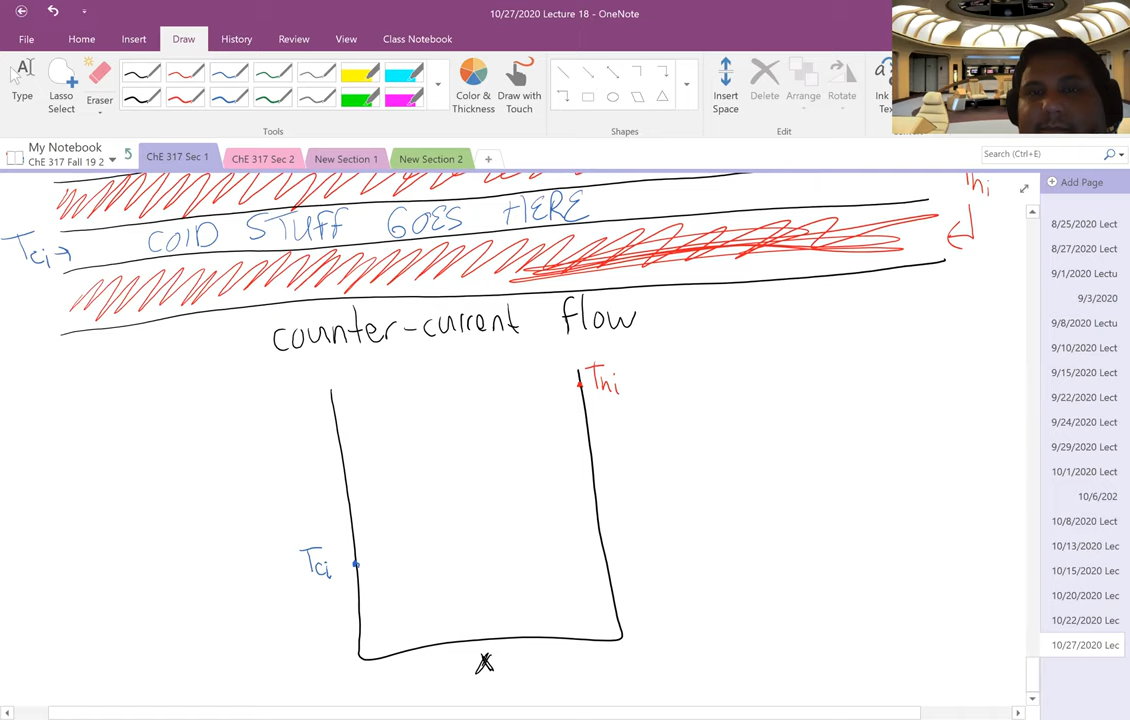 10/27/2020 Lecture 18 - OneNote
File Home Insert Draw History Review View Class Notebook
Type Lasso Select Eraser Color & Thickness Draw with Touch Insert Space Delete Arrange Rotate Ink
Tools Shapes Edit
My Notebook
ChE 317 Fall 19 2 ChE 317 Sec 1 ChE 317 Sec 2 New Section 1 New Section 2 + Search (Ctrl+E)
Add Page
8/25/2020 Lect
8/27/2020 Lect
9/1/2020 Lectu
9/3/2020
9/8/2020 Lectu
9/10/2020 Lect
9/15/2020 Lect
9/22/2020 Lect
9/24/2020 Lect
9/29/2020 Lect
10/1/2020 Lect
10/6/202
10/8/2020 Lect
10/13/2020 Lec
10/15/2020 Lec
10/20/2020 Lec
10/22/2020 Lec
10/27/2020 Lec
Thi
Tci → COlD STUFF GOES HERE
counter-current flow
Thi
Tci
x